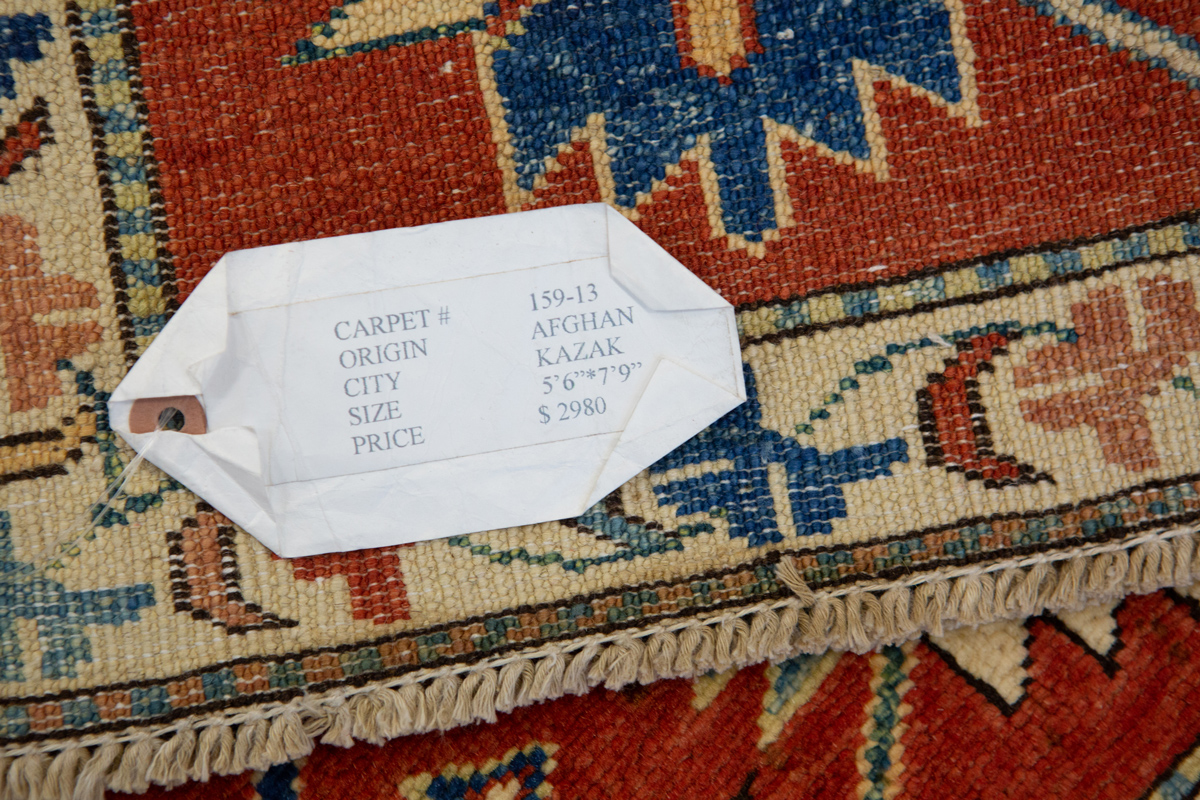 CARPET # 159-13
ORIGIN AFGHAN
CITY KAZAK
SIZE 5’6”*7’9”
PRICE $ 2980